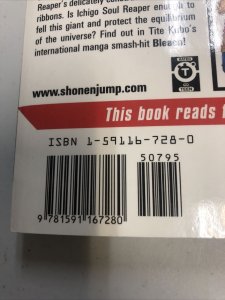 Reaper's delicately
ribbons. Is Ichigo Soul Reaper enough to
fell this giant and protect the equilibrium
of the universe? Find out in Tite Kubo's
international manga smash-hit Bleach!
RATED
T
TEEN
www.shonenjump.com
This book reads f
ISBN 1-59116-728-0
50795
9 781591 167280